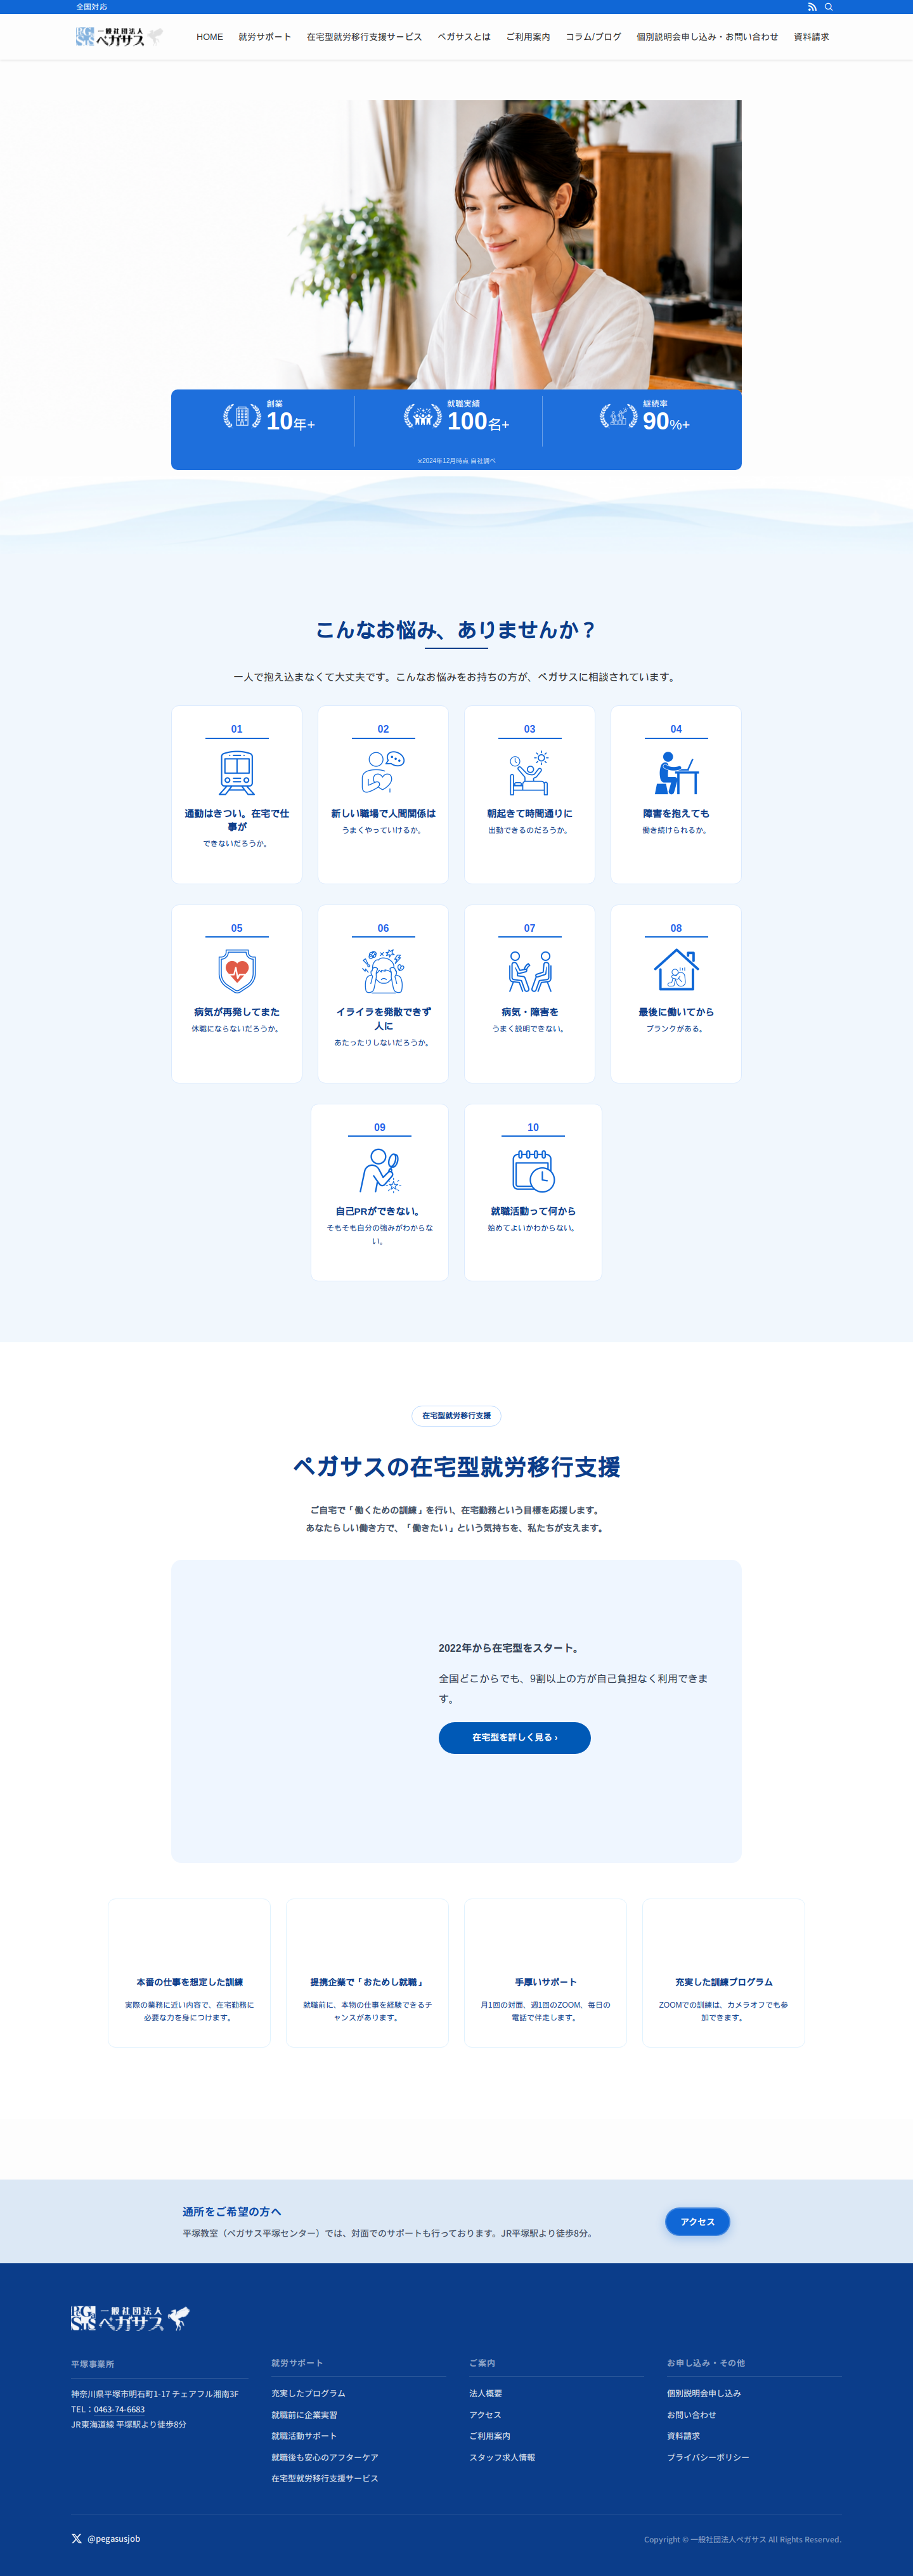 全国対応
一般社団法人
ペガサス
HOME 就労サポート 在宅型就労移行支援サービス ペガサスとは ご利用案内 コラム/ブログ 個別説明会申し込み・お問い合わせ 資料請求
創業
10年+
就職実績
100名+
継続率
90%+
※2024年12月時点 自社調べ
こんなお悩み、ありませんか？
一人で抱え込まなくて大丈夫です。こんなお悩みをお持ちの方が、ペガサスに相談されています。
01
通勤はきつい。在宅で仕
事が
できないだろうか。
02
新しい職場で人間関係は
うまくやっていけるか。
03
朝起きて時間通りに
出勤できるのだろうか。
04
障害を抱えても
働き続けられるか。
05
病気が再発してまた
休職にならないだろうか。
06
イライラを発散できず
人に
あたったりしないだろうか。
07
病気・障害を
うまく説明できない。
08
最後に働いてから
ブランクがある。
09
自己PRができない。
そもそも自分の強みがわからな
い。
10
就職活動って何から
始めてよいかわからない。
在宅型就労移行支援
ペガサスの在宅型就労移行支援
ご自宅で「働くための訓練」を行い、在宅勤務という目標を応援します。
あなたらしい働き方で、「働きたい」という気持ちを、私たちが支えます。
2022年から在宅型をスタート。
全国どこからでも、9割以上の方が自己負担なく利用できま
す。
在宅型を詳しく見る ›
本番の仕事を想定した訓練
実際の業務に近い内容で、在宅勤務に
必要な力を身につけます。
提携企業で「おためし就職」
就職前に、本物の仕事を経験できるチ
ャンスがあります。
手厚いサポート
月1回の対面、週1回のZOOM、毎日の
電話で伴走します。
充実した訓練プログラム
ZOOMでの訓練は、カメラオフでも参
加できます。
通所をご希望の方へ
平塚教室（ペガサス平塚センター）では、対面でのサポートも行っております。JR平塚駅より徒歩8分。
アクセス
一般社団法人
ペガサス
平塚事業所
神奈川県平塚市明石町1-17 チェアフル湘南3F
TEL：0463-74-6683
JR東海道線 平塚駅より徒歩8分
就労サポート
充実したプログラム
就職前に企業実習
就職活動サポート
就職後も安心のアフターケア
在宅型就労移行支援サービス
ご案内
法人概要
アクセス
ご利用案内
スタッフ求人情報
お申し込み・その他
個別説明会申し込み
お問い合わせ
資料請求
プライバシーポリシー
@pegasusjob
Copyright © 一般社団法人ペガサス All Rights Reserved.